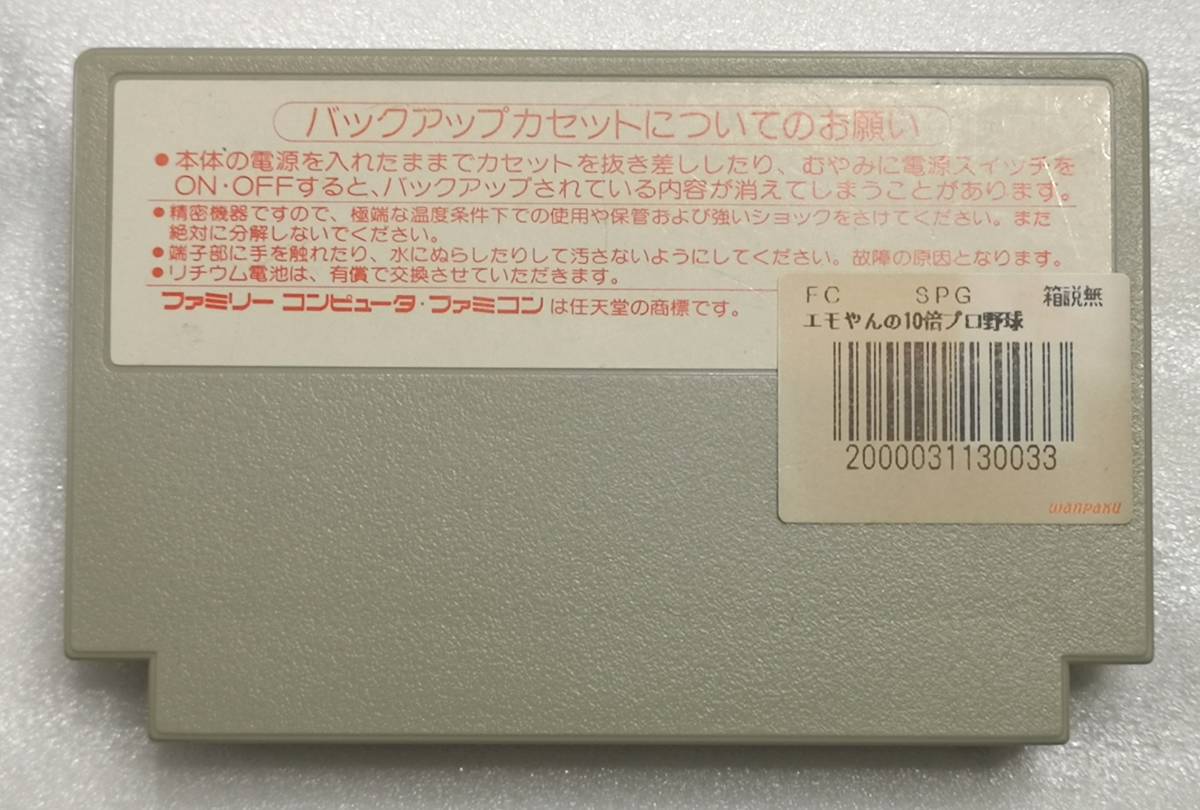 バックアップカセットについてのお願い
●本体の電源を入れたままでカセットを抜き差ししたり、むやみに電源スイッチを
ON・OFFすると、バックアップされている内容が消えてしまうことがあります。
●精密機器ですので、極端な温度条件下での使用や保管および強いショックをさけてください。また
絶対に分解しないでください。
●端子部に手を触れたり、水にぬらしたりして汚さないようにしてください。故障の原因となります。
●リチウム電池は、有償で交換させていただきます。
ファミリー コンピュータ・ファミコンは任天堂の商標です。
FC SPG 箱説無
エモやんの10倍プロ野球
2000031130033
wanpaku